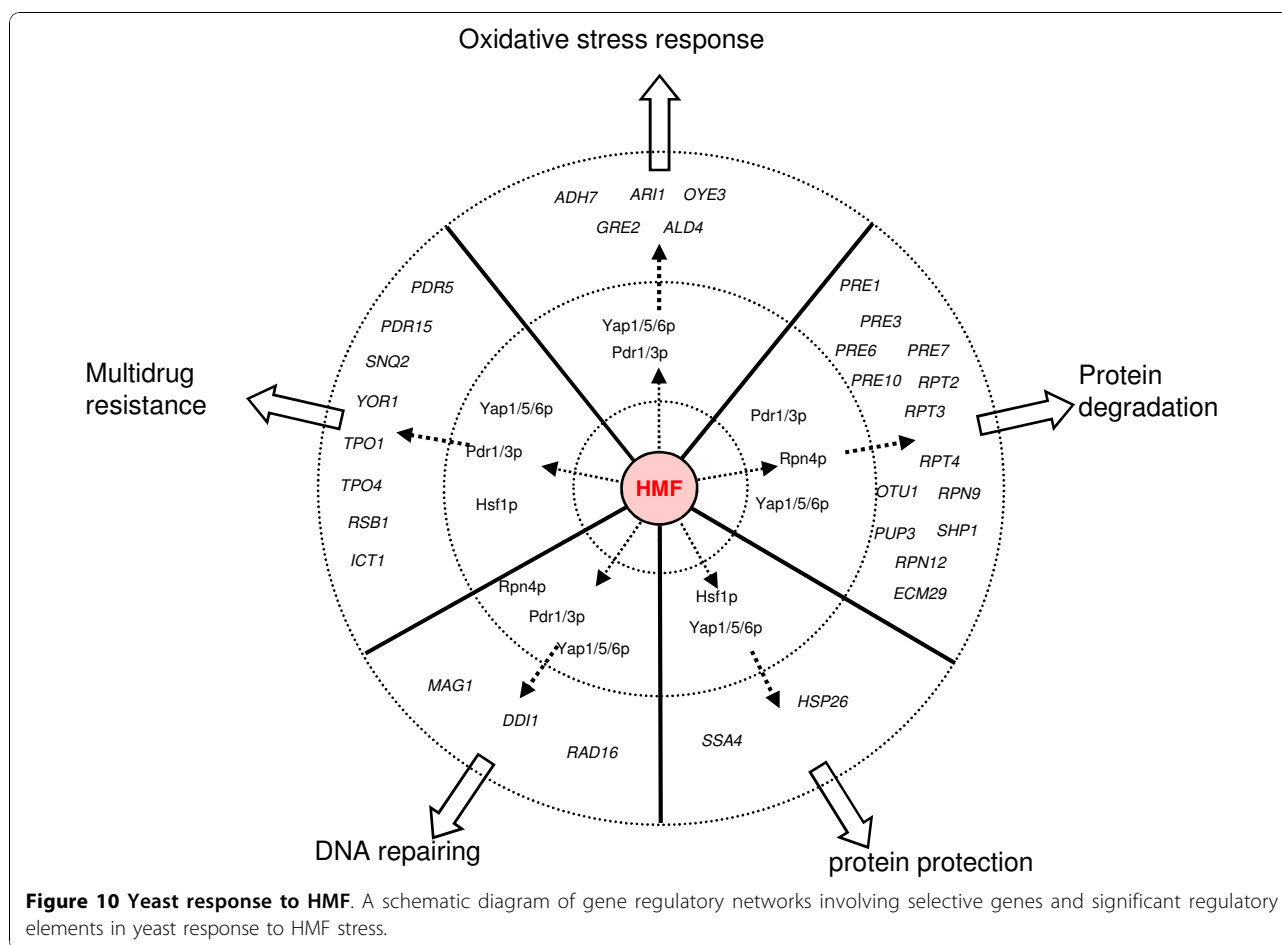 Oxidative stress response
ADH7 ARI1 OYE3
GRE2 ALD4
Yap1/5/6p
Pdr1/3p
Multidrug
resistance
PDR5
PDR15
SNQ2
YOR1
TPO1
TPO4
RSB1
ICT1
Yap1/5/6p
Pdr1/3p
Hsf1p
HMF
Pdr1/3p
Rpn4p
Yap1/5/6p
PRE1
PRE3
PRE6 PRE7
PRE10 RPT2
RPT3
RPT4
OTU1 RPN9
PUP3 SHP1
RPN12
ECM29
Protein
degradation
Rpn4p
Pdr1/3p
Yap1/5/6p
MAG1
DDI1
RAD16
DNA repairing
Hsf1p
Yap1/5/6p
HSP26
SSA4
protein protection
Figure 10 Yeast response to HMF. A schematic diagram of gene regulatory networks involving selective genes and significant regulatory
elements in yeast response to HMF stress.